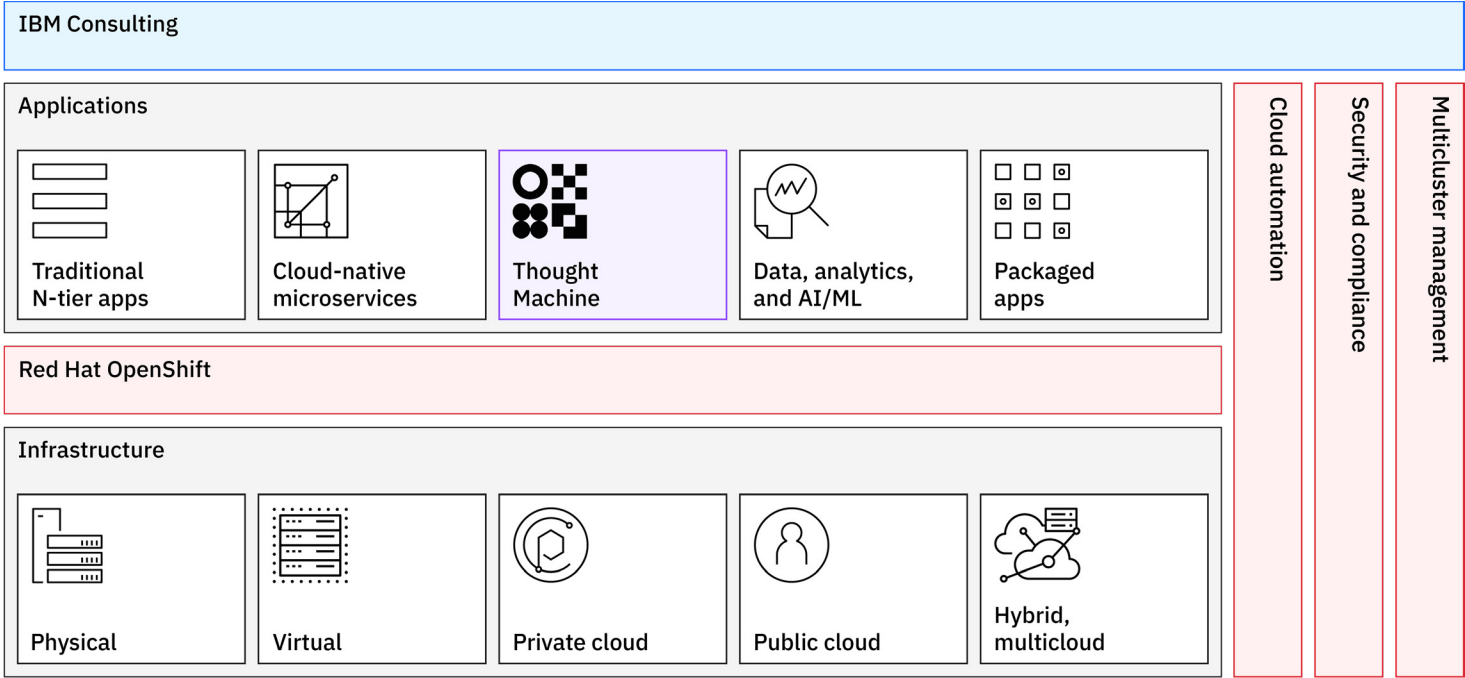 IBM Consulting
Applications
Traditional
N-tier apps
Cloud-native
microservices
Thought
Machine
Data, analytics,
and AI/ML
Packaged
apps
Red Hat OpenShift
Infrastructure
Physical
Virtual
Private cloud
Public cloud
Hybrid,
multicloud
Cloud automation
Security and compliance
Multicluster management